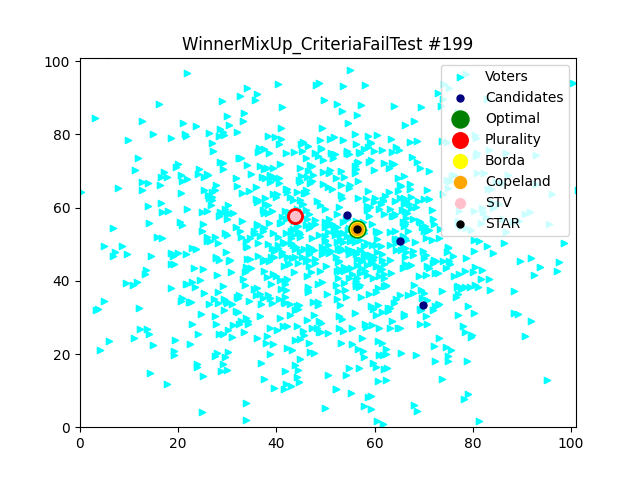 WinnerMixUp_CriteriaFailTest #199
100
80
60
40
20
0
0
20
40
60
80
100
Voters
Candidates
Optimal
Plurality
Borda
Copeland
STV
STAR